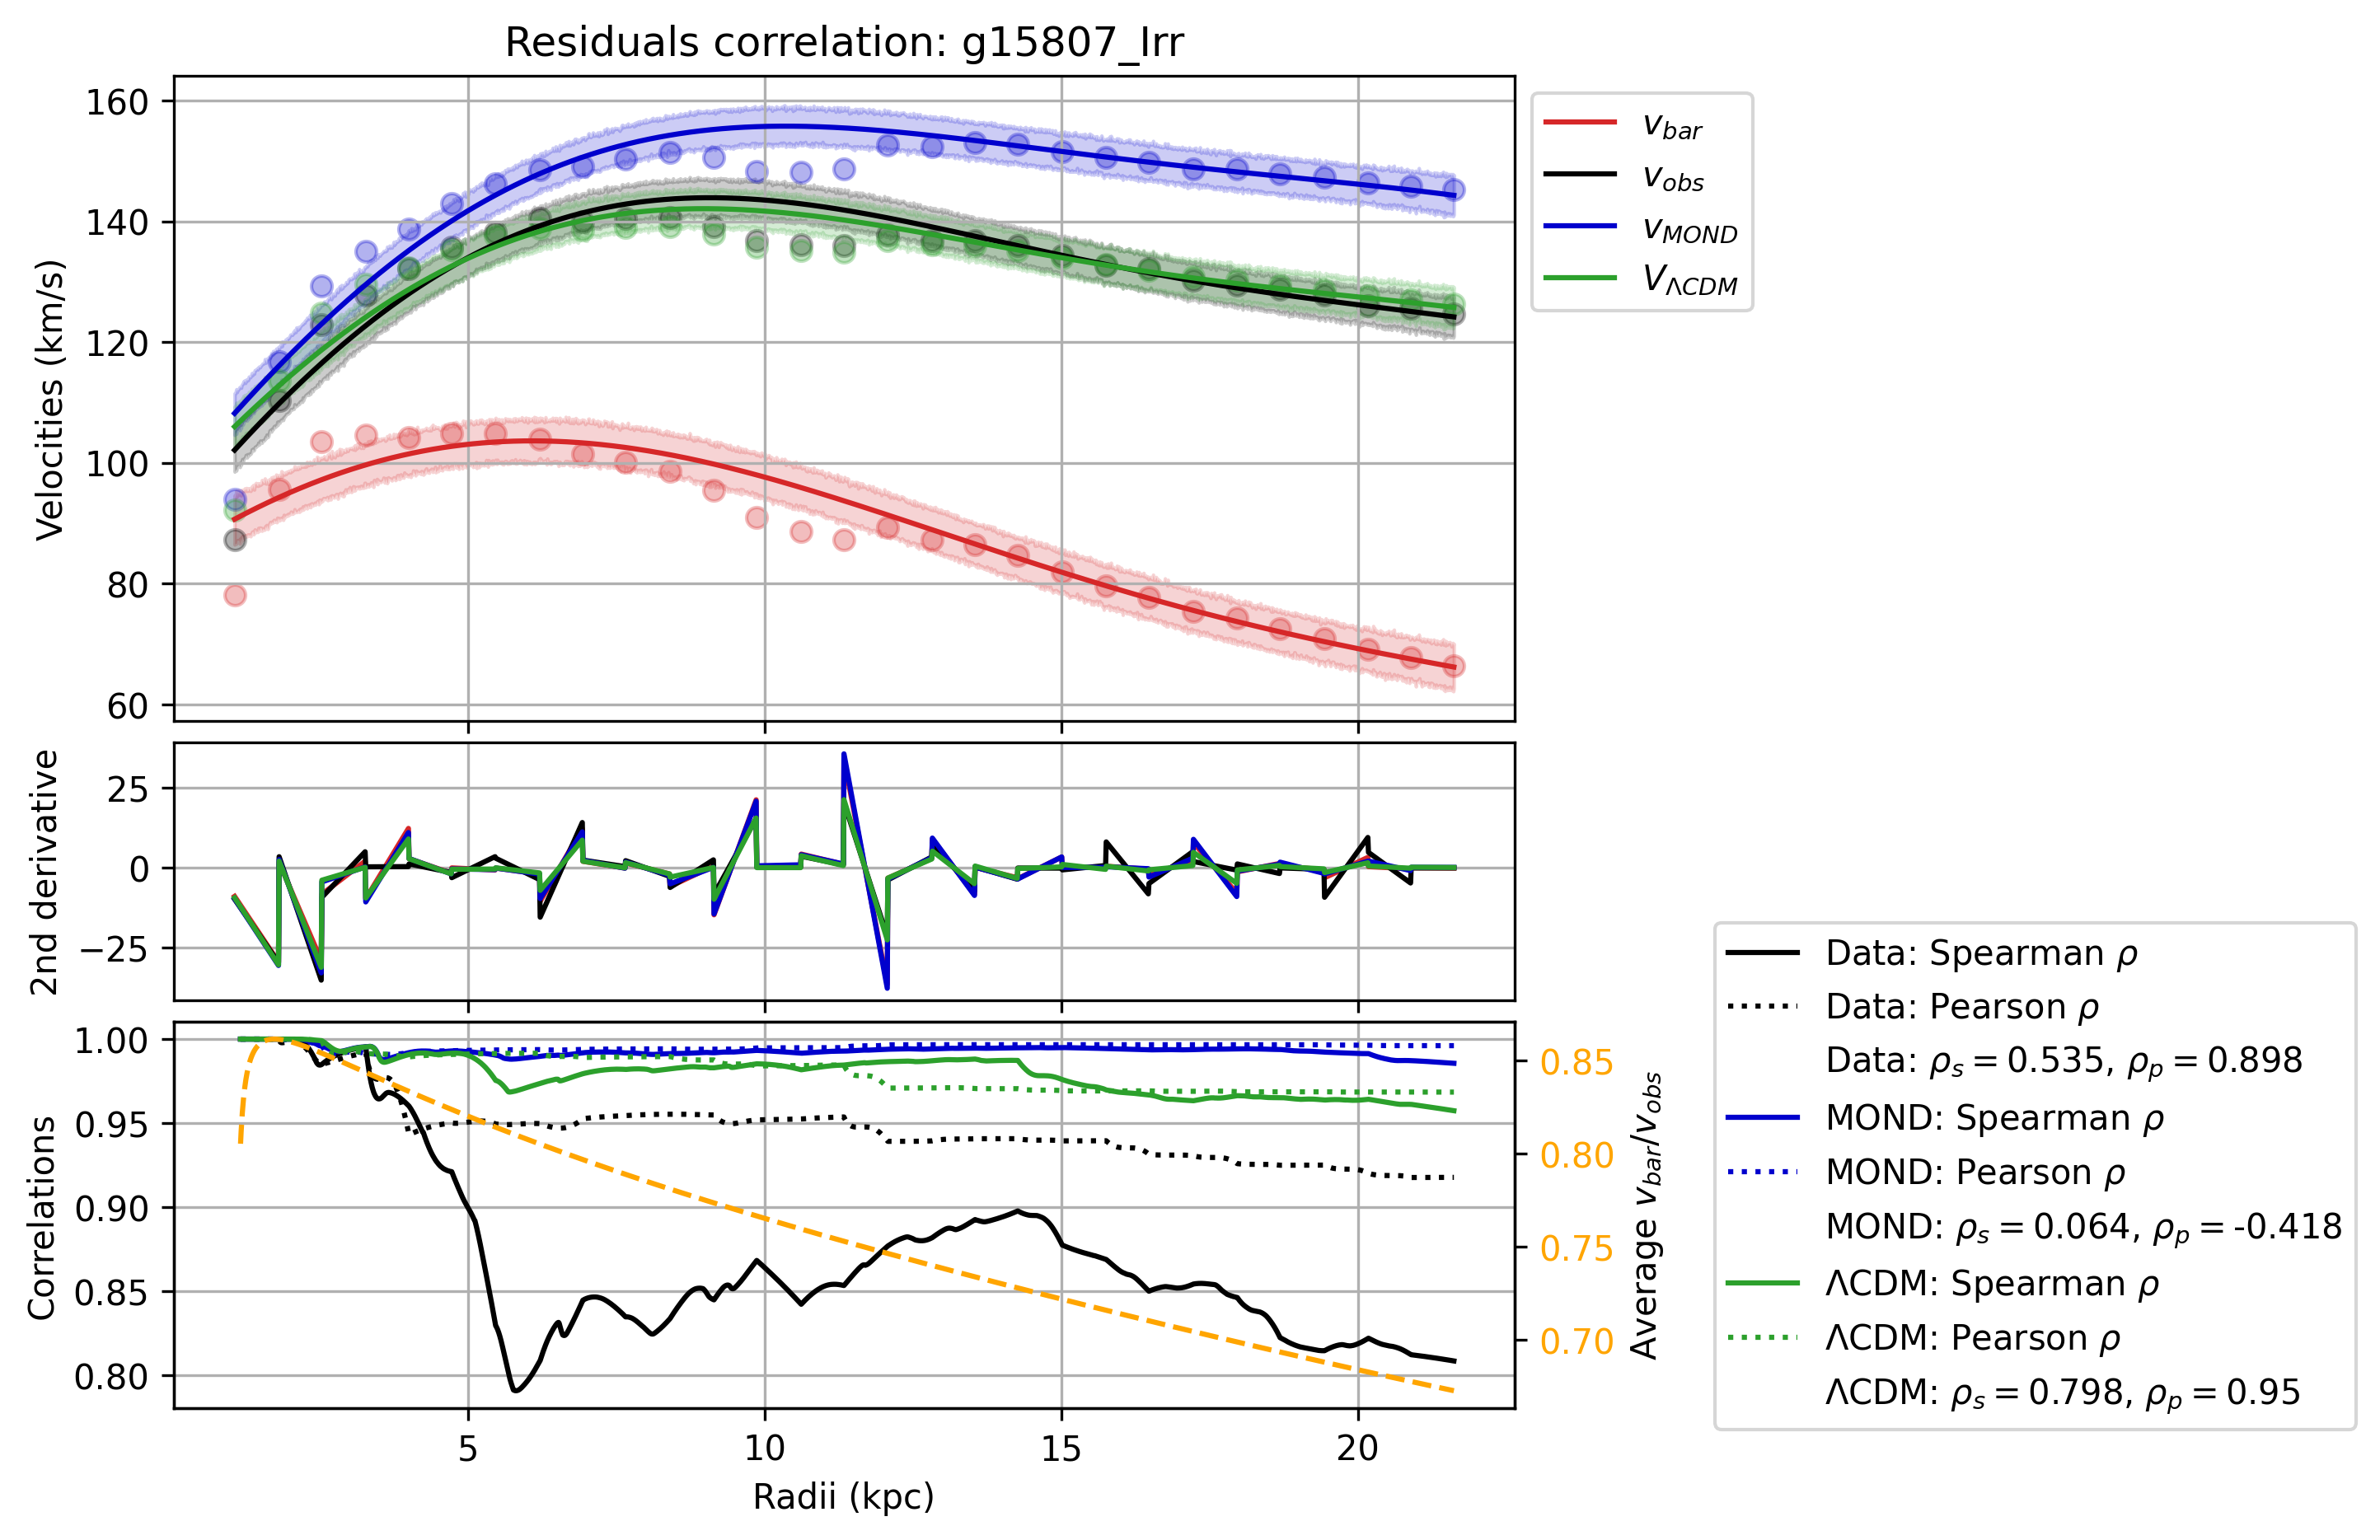 Residuals correlation: g15807_Irr
160
140
120
100
80
60
Velocities (km/s)
v_bar
v_obs
v_MOND
V_ΛCDM
25
0
−25
2nd derivative
1.00
0.95
0.90
0.85
0.80
Correlations
0.85
0.80
0.75
0.70
Average v_bar/v_obs
5 10 15 20
Radii (kpc)
Data: Spearman ρ
Data: Pearson ρ
Data: ρ_s = 0.535, ρ_p = 0.898
MOND: Spearman ρ
MOND: Pearson ρ
MOND: ρ_s = 0.064, ρ_p = -0.418
ΛCDM: Spearman ρ
ΛCDM: Pearson ρ
ΛCDM: ρ_s = 0.798, ρ_p = 0.95